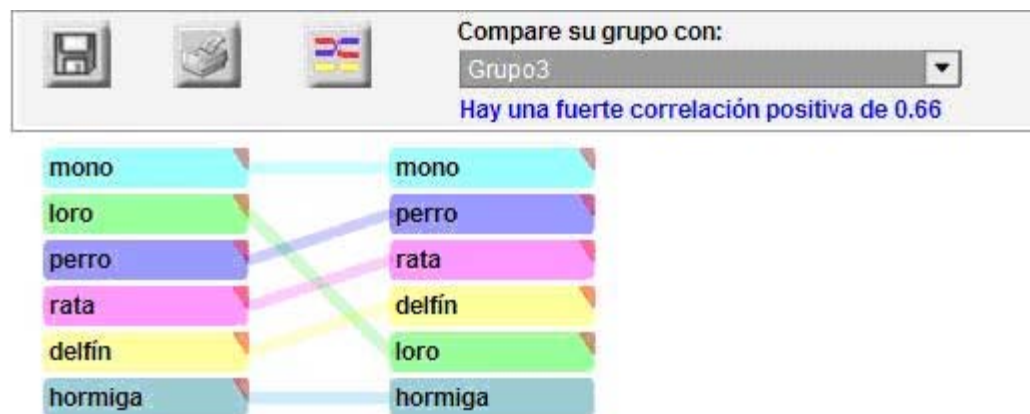 Compare su grupo con:
Grupo3
Hay una fuerte correlación positiva de 0.66
mono mono
loro perro
perro rata
rata delfín
delfín loro
hormiga hormiga